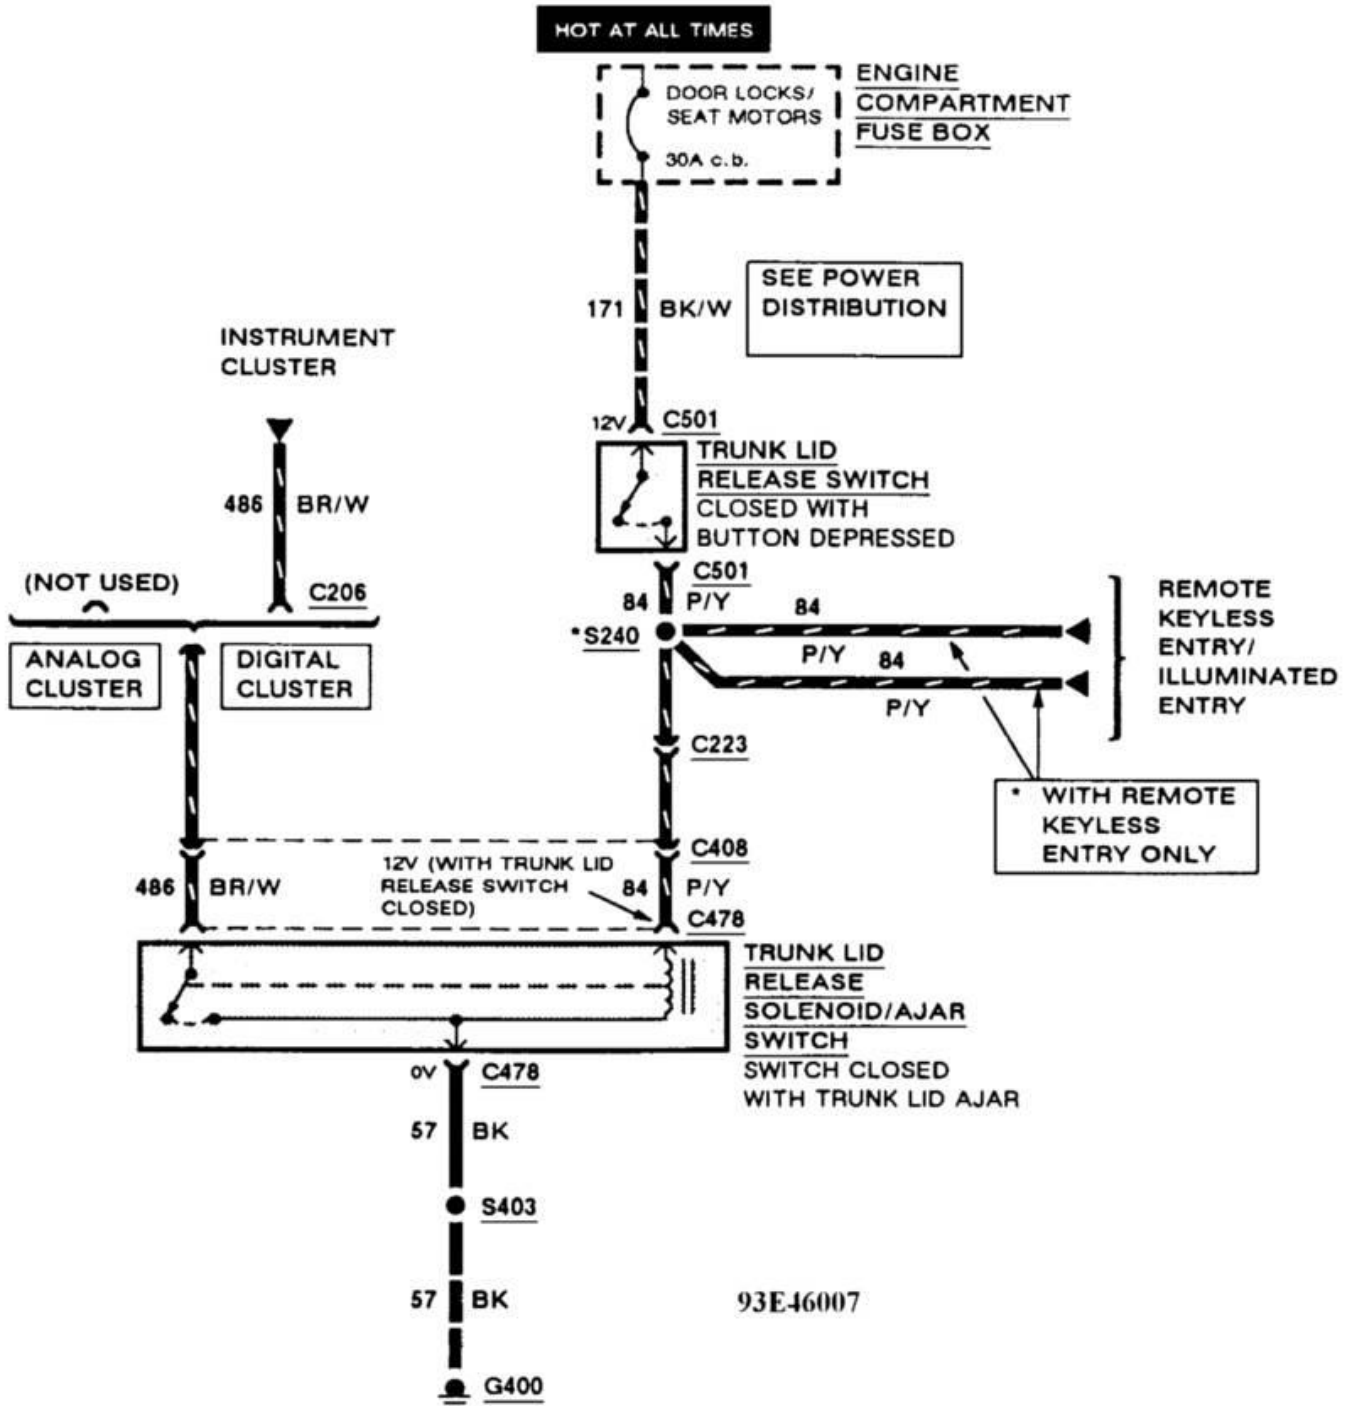 HOT AT ALL TIMES
DOOR LOCKS/
SEAT MOTORS
30A c.b.
ENGINE
COMPARTMENT
FUSE BOX
171 BK/W
SEE POWER
DISTRIBUTION
INSTRUMENT
CLUSTER
12V C501
TRUNK LID
RELEASE SWITCH
CLOSED WITH
BUTTON DEPRESSED
486 BR/W
(NOT USED)
C206
ANALOG
CLUSTER
DIGITAL
CLUSTER
C501
84 P/Y
84
P/Y
*S240
84
P/Y
REMOTE
KEYLESS
ENTRY/
ILLUMINATED
ENTRY
C223
* WITH REMOTE
KEYLESS
ENTRY ONLY
C408
12V (WITH TRUNK LID
RELEASE SWITCH
CLOSED)
486 BR/W
84 P/Y
C478
TRUNK LID
RELEASE
SOLENOID/AJAR
SWITCH
SWITCH CLOSED
WITH TRUNK LID AJAR
0V C478
57 BK
S403
57 BK
93E46007
G400